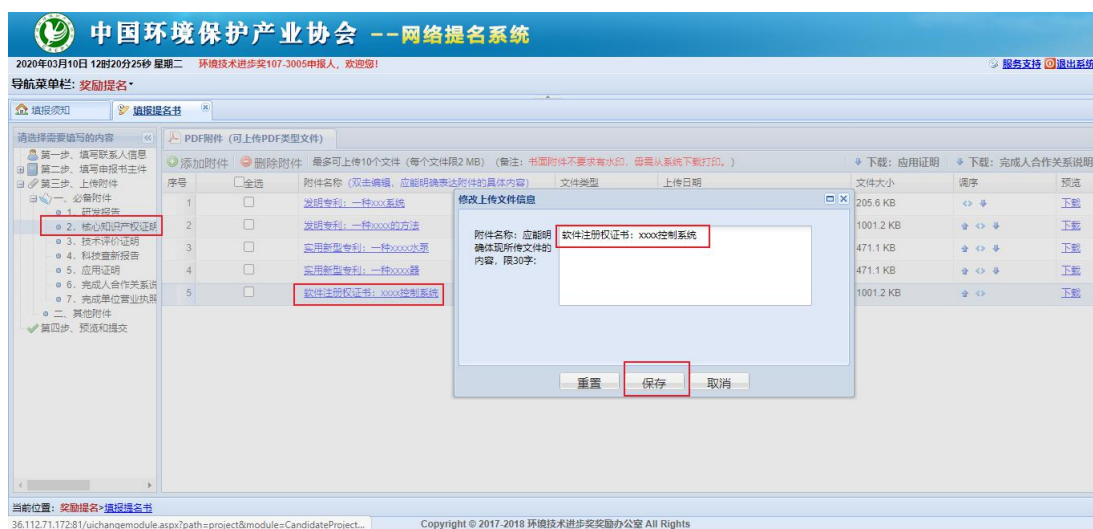 中国环境保护产业协会 --网络提名系统
2020年03月10日 12时20分25秒 星期二 环境技术进步奖107-3005申报人，欢迎您!
服务支持 退出系统
导航菜单栏: 奖励提名
填报须知 填报提名书
请选择需要填写的内容
第一步、填写联系人信息
第二步、填写申报书主件
第三步、上传附件
一、必备附件
1. 研发报告
2. 核心知识产权证明
3. 技术评价证明
4. 科技查新报告
5. 应用证明
6. 完成人合作关系说
7. 完成单位营业执照
二、其他附件
第四步、预览和提交
PDF附件（可上传PDF类型文件）
添加附件 删除附件 最多可上传10个文件（每个文件限2 MB）（备注：书面附件不要求有水印，毋需从系统下载打印。） 下载：应用证明 下载：完成人合作关系说明
序号 全选 附件名称（双击编辑，应能明确表达附件的具体内容） 文件类型 上传日期 文件大小 调序 预览
1 发明专利：一种xxx系统 205.6 KB 下载
2 发明专利：一种xxxx的方法 1001.2 KB 下载
3 实用新型专利：一种xxxx水泵 471.1 KB 下载
4 实用新型专利：一种xxxx器 471.1 KB 下载
5 软件注册权证书：xxxx控制系统 1001.2 KB 下载
修改上传文件信息
附件名称：应能明
确体现所传文件的
内容，限30字：
软件注册权证书：xxxx控制系统
重置 保存 取消
当前位置：奖励提名>填报提名书
36.112.71.172:81/uichangemodule.aspx?path=project&module=CandidateProject...
Copyright © 2017-2018 环境技术进步奖奖励办公室 All Rights